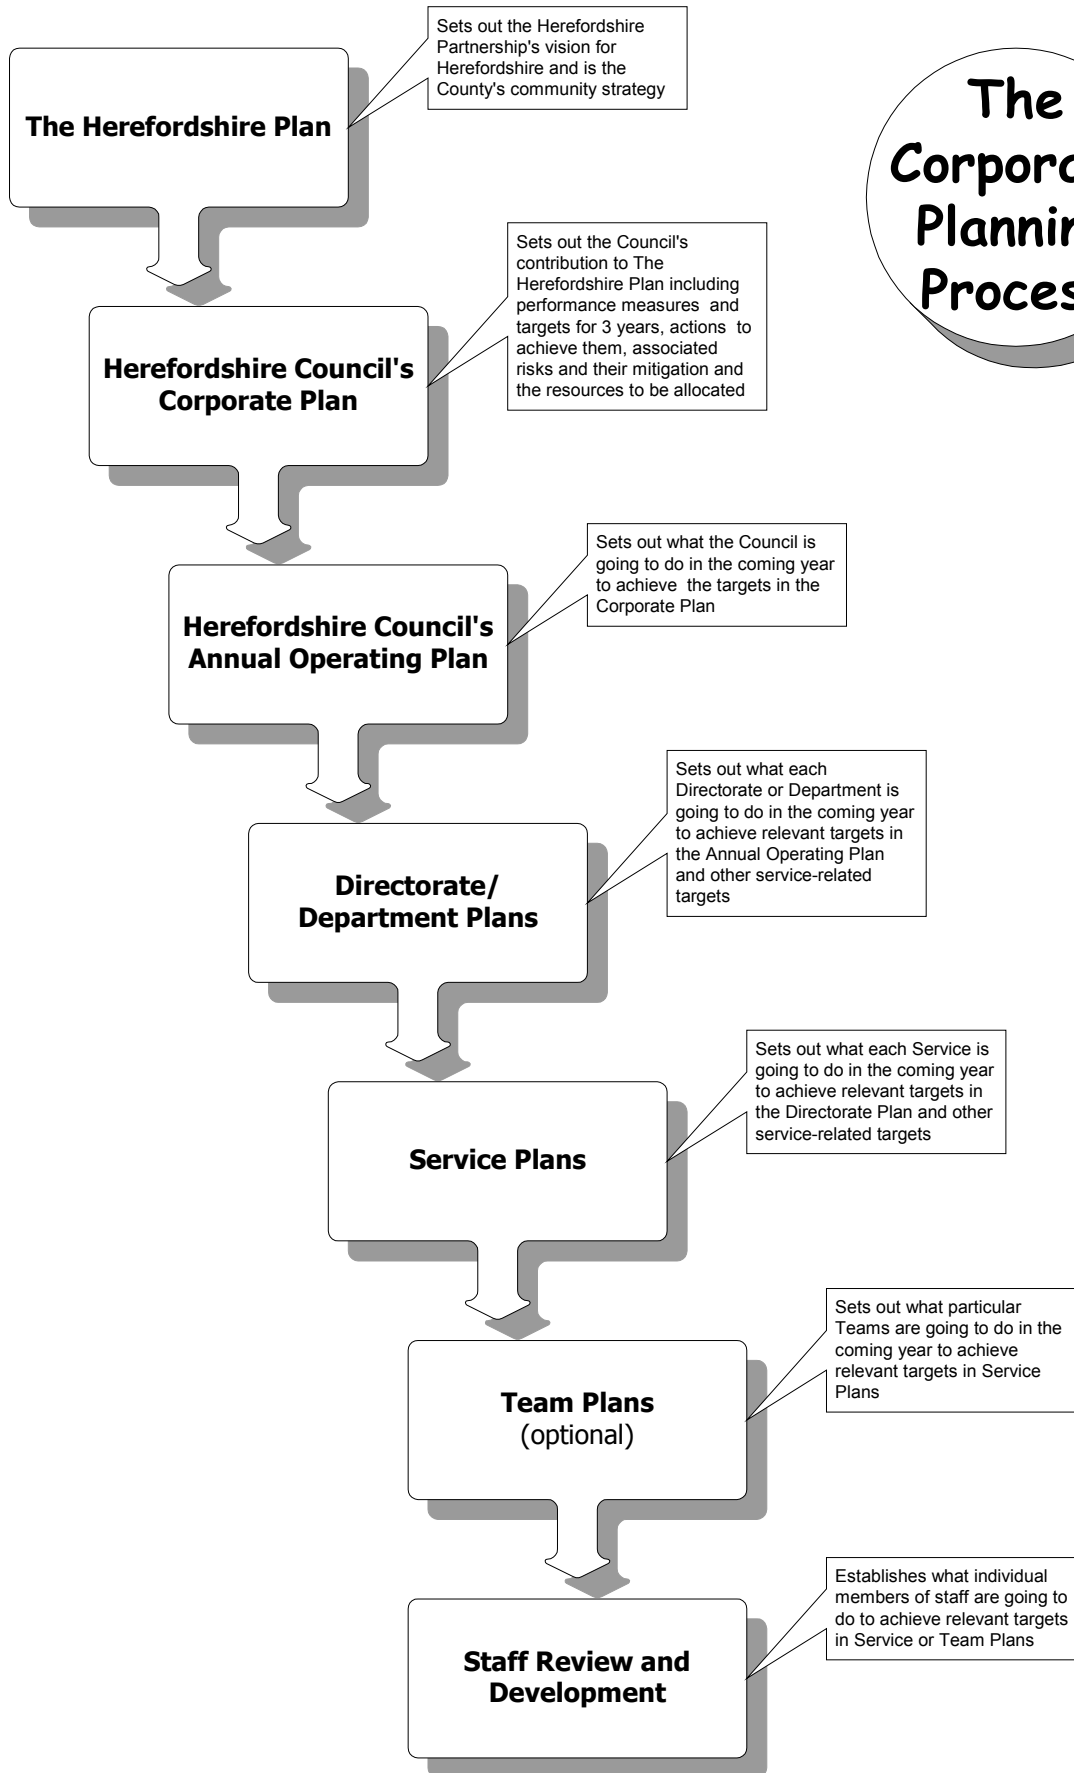 Sets out the Herefordshire
Partnership's vision for
Herefordshire and is the
County's community strategy
The Herefordshire Plan
The
Corpora
Plannin
Proces
Sets out the Council's
contribution to The
Herefordshire Plan including
performance measures and
targets for 3 years, actions to
achieve them, associated
risks and their mitigation and
the resources to be allocated
Herefordshire Council's
Corporate Plan
Sets out what the Council is
going to do in the coming year
to achieve the targets in the
Corporate Plan
Herefordshire Council's
Annual Operating Plan
Sets out what each
Directorate or Department is
going to do in the coming year
to achieve relevant targets in
the Annual Operating Plan
and other service-related
targets
Directorate/
Department Plans
Sets out what each Service is
going to do in the coming year
to achieve relevant targets in
the Directorate Plan and other
service-related targets
Service Plans
Sets out what particular
Teams are going to do in the
coming year to achieve
relevant targets in Service
Plans
Team Plans
(optional)
Establishes what individual
members of staff are going to
do to achieve relevant targets
in Service or Team Plans
Staff Review and
Development